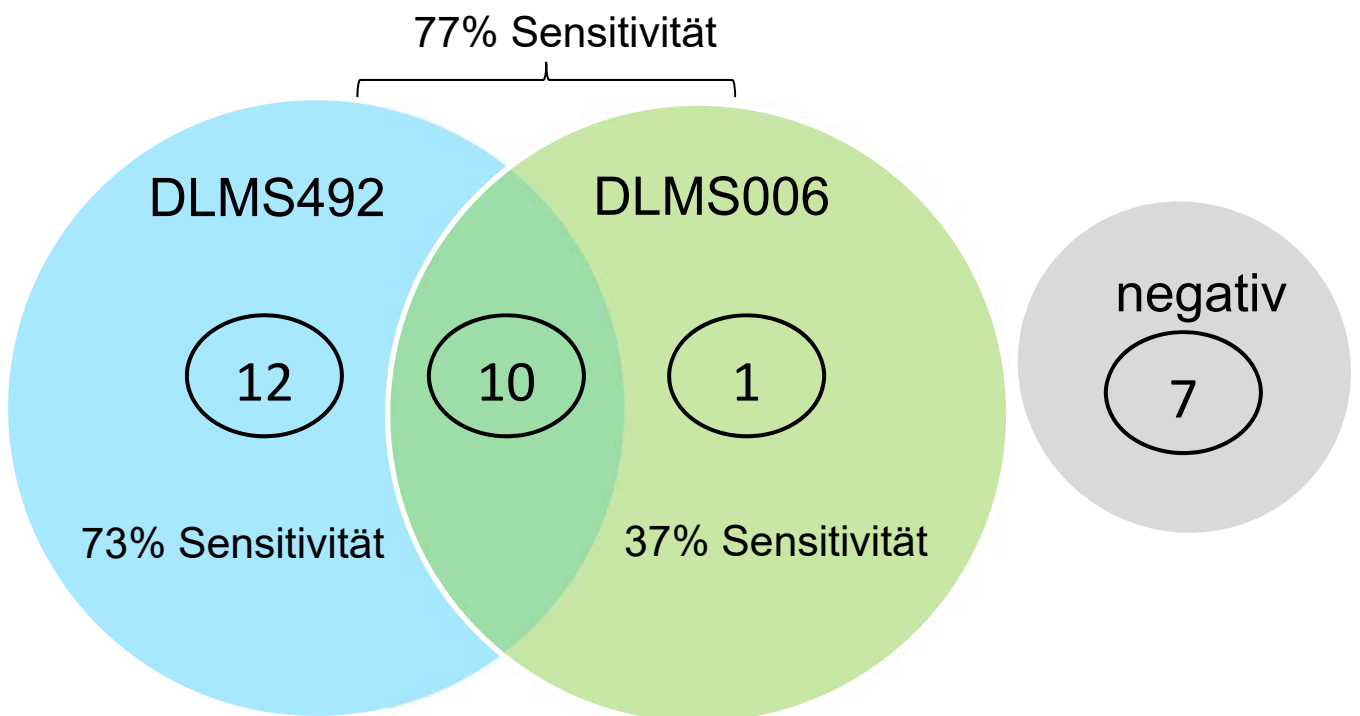 77% Sensitivität
DLMS492
DLMS006
negativ
12
10
1
7
73% Sensitivität
37% Sensitivität